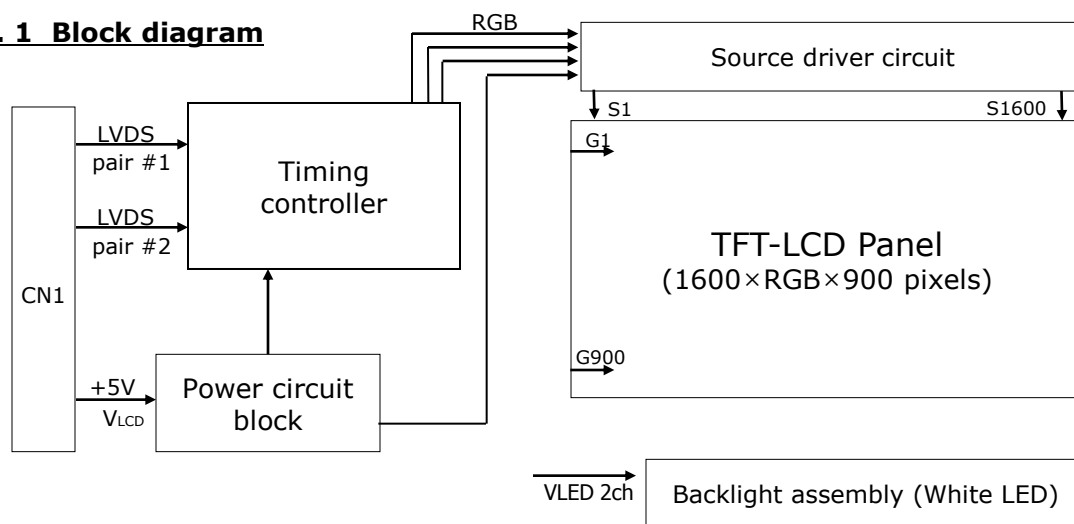 . 1 Block diagram
RGB
Source driver circuit
S1
S1600
LVDS
pair #1
G1
Timing
controller
LVDS
pair #2
TFT-LCD Panel
(1600×RGB×900 pixels)
CN1
G900
+5V
VLCD
Power circuit
block
VLED 2ch
Backlight assembly (White LED)